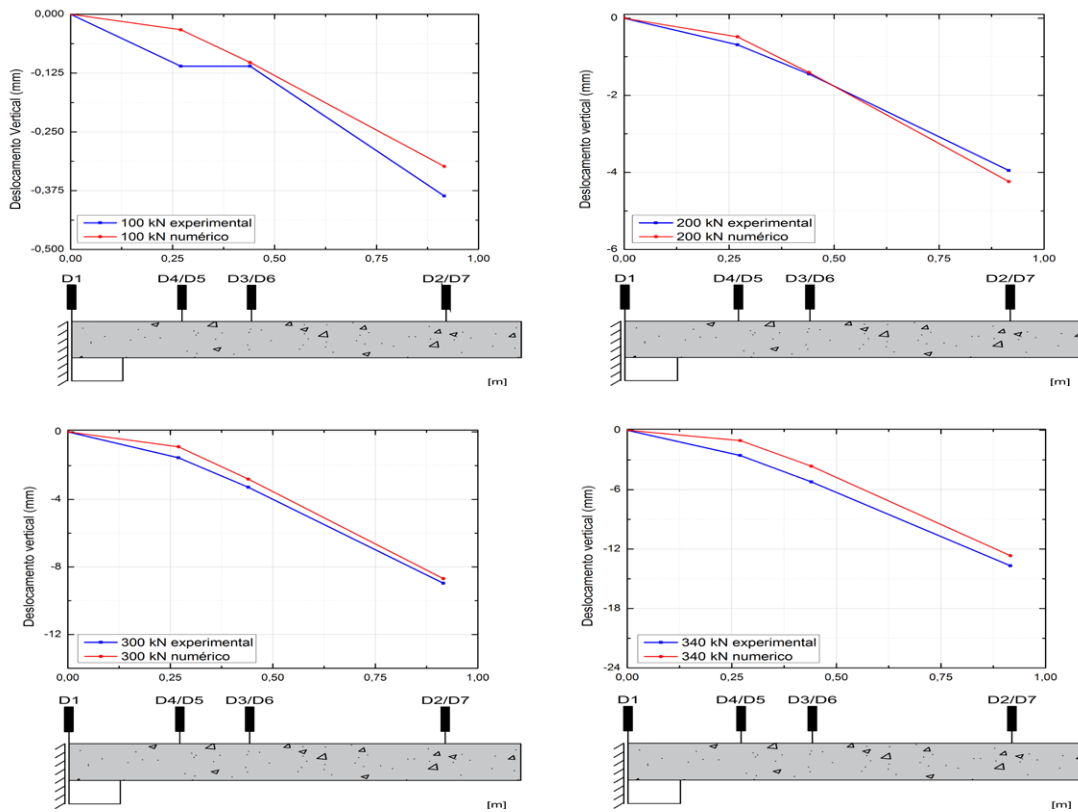 0,000
-0,125
-0,250
-0,375
-0,500
Deslocamento Vertical (mm)
100 kN experimental
100 kN numérico
0,00 0,25 0,50 0,75 1,00
D1 D4/D5 D3/D6 D2/D7
[m]
0
-2
-4
-6
Deslocamento Vertical (mm)
200 kN experimental
200 kN numérico
0,00 0,25 0,50 0,75 1,00
D1 D4/D5 D3/D6 D2/D7
[m]
0
-4
-8
-12
Deslocamento vertical (mm)
300 kN experimental
300 kN numérico
0,00 0,25 0,50 0,75 1,00
D1 D4/D5 D3/D6 D2/D7
[m]
0
-3
-6
-9
-12
-15
-18
-21
-24
Deslocamento vertical (mm)
340 kN experimental
340 kN numerico
0,00 0,25 0,50 0,75 1,00
D1 D4/D5 D3/D6 D2/D7
[m]